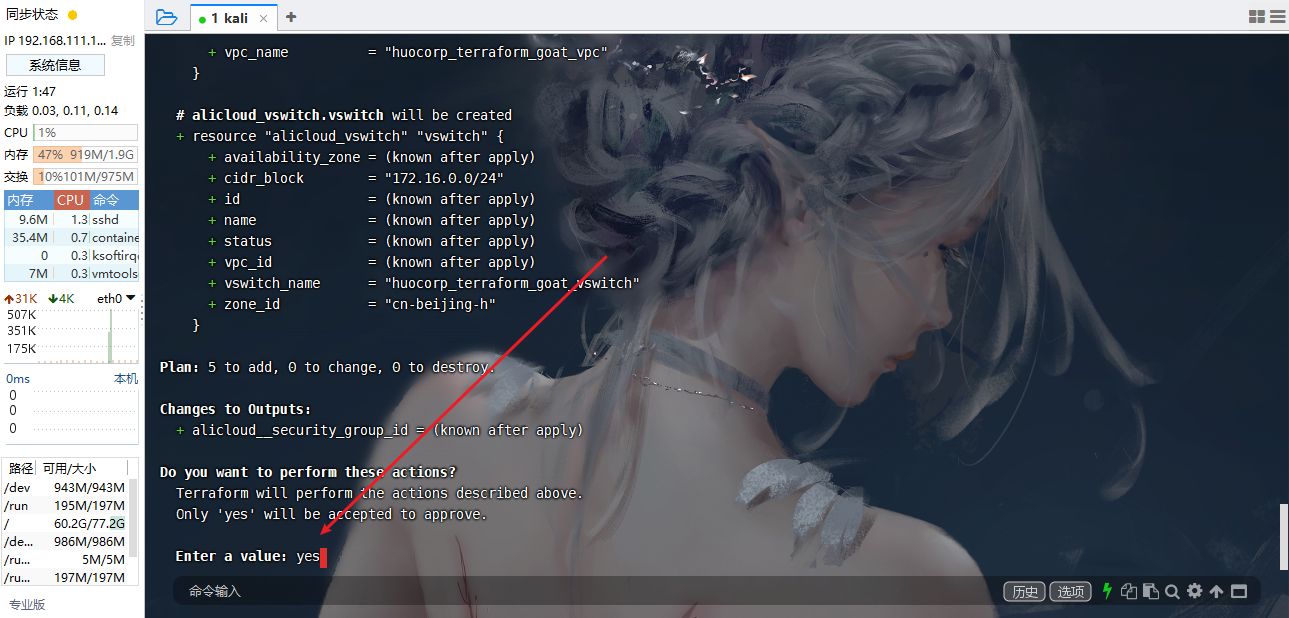 同步状态
IP 192.168.111.1... 复制
系统信息
运行 1:47
负载 0.03, 0.11, 0.14
CPU 1%
内存 47% 919M/1.9G
交换 10% 101M/975M
内存 CPU 命令
9.6M 1.3 sshd
35.4M 0.7 containe
0 0.3 ksoftirq
7M 0.3 vmtools
31K 4K eth0
507K
351K
175K
0ms 本机
0
0
0
路径 可用/大小
/dev 943M/943M
/run 195M/197M
/ 60.2G/77.2G
/de... 986M/986M
/ru... 5M/5M
/ru... 197M/197M
专业版
1 kali
+ vpc_name = "huocorp_terraform_goat_vpc"
}
# alicloud_vswitch.vswitch will be created
+ resource "alicloud_vswitch" "vswitch" {
+ availability_zone = (known after apply)
+ cidr_block = "172.16.0.0/24"
+ id = (known after apply)
+ name = (known after apply)
+ status = (known after apply)
+ vpc_id = (known after apply)
+ vswitch_name = "huocorp_terraform_goat_vswitch"
+ zone_id = "cn-beijing-h"
}
Plan: 5 to add, 0 to change, 0 to destroy.
Changes to Outputs:
+ alicloud__security_group_id = (known after apply)
Do you want to perform these actions?
Terraform will perform the actions described above.
Only 'yes' will be accepted to approve.
Enter a value: yes
命令输入
历史 选项